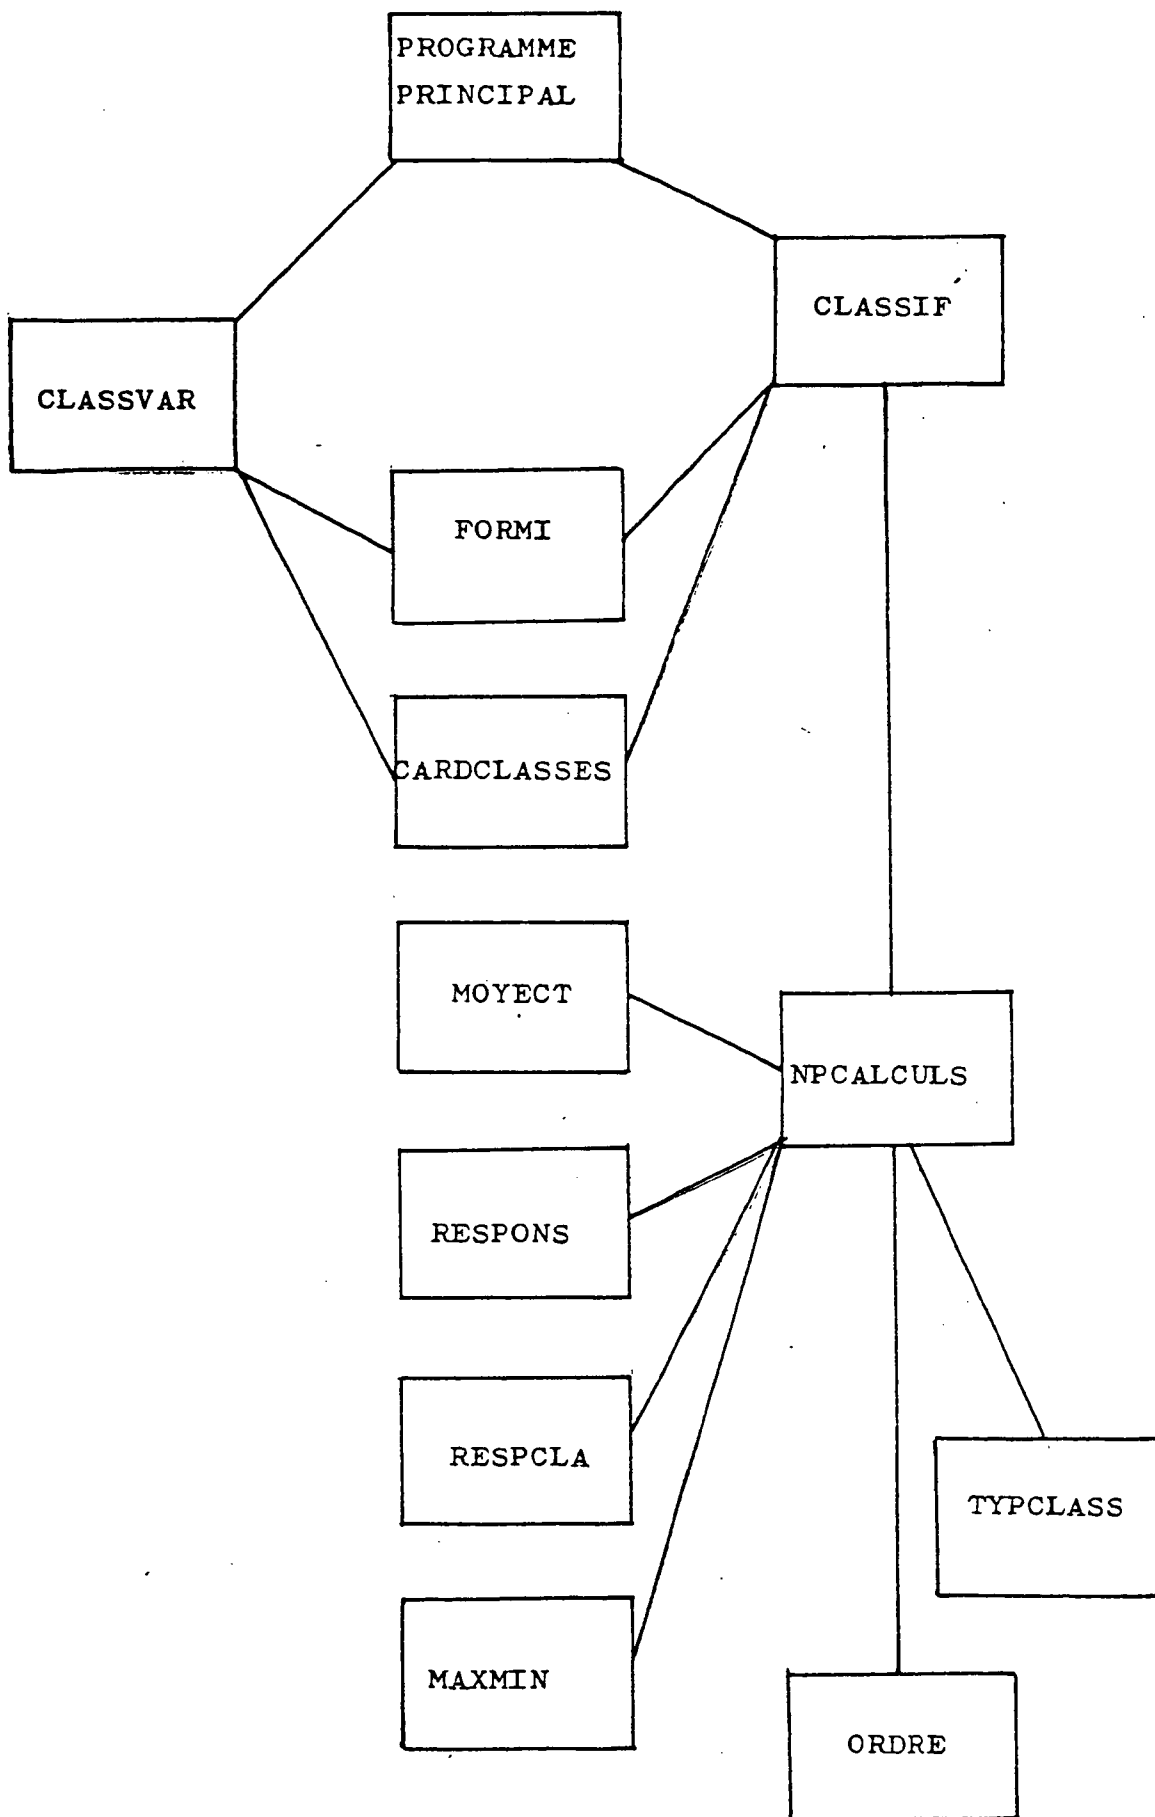 PROGRAMME
PRINCIPAL
CLASSIF
CLASSVAR
FORMI
CARDCLASSES
MOYECT
NPCALCULS
RESPONS
RESPCLA
TYPCLASS
MAXMIN
ORDRE